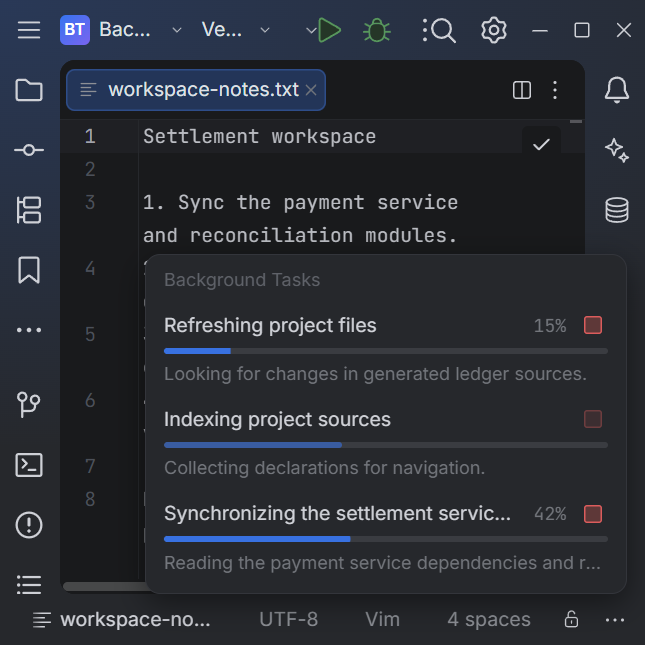 BT Bac... Ve...
workspace-notes.txt
1 Settlement workspace
2
3 1. Sync the payment service
and reconciliation modules.
4
5
6
7
8
Background Tasks
Refreshing project files 15%
Looking for changes in generated ledger sources.
Indexing project sources
Collecting declarations for navigation.
Synchronizing the settlement servic... 42%
Reading the payment service dependencies and r...
workspace-no... UTF-8 Vim 4 spaces